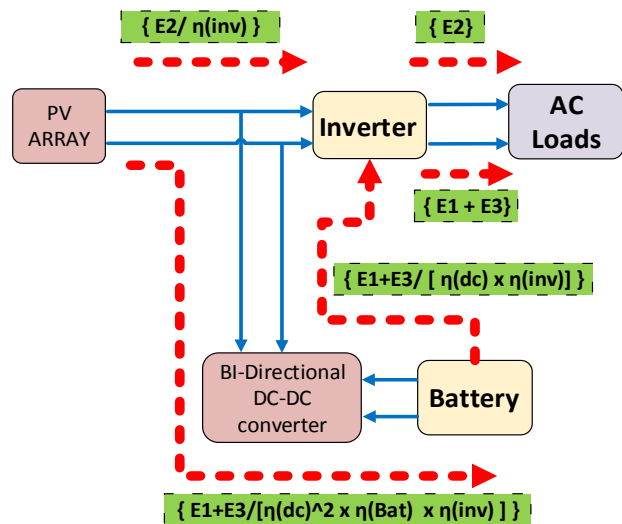 { E2/ η(inv) }
{ E2}
PV
ARRAY
Inverter
AC
Loads
{ E1 + E3}
{ E1+E3/ [ η(dc) x η(inv)] }
BI-Directional
DC-DC
converter
Battery
{ E1+E3/[η(dc)^2 x η(Bat)  x η(inv) ] }